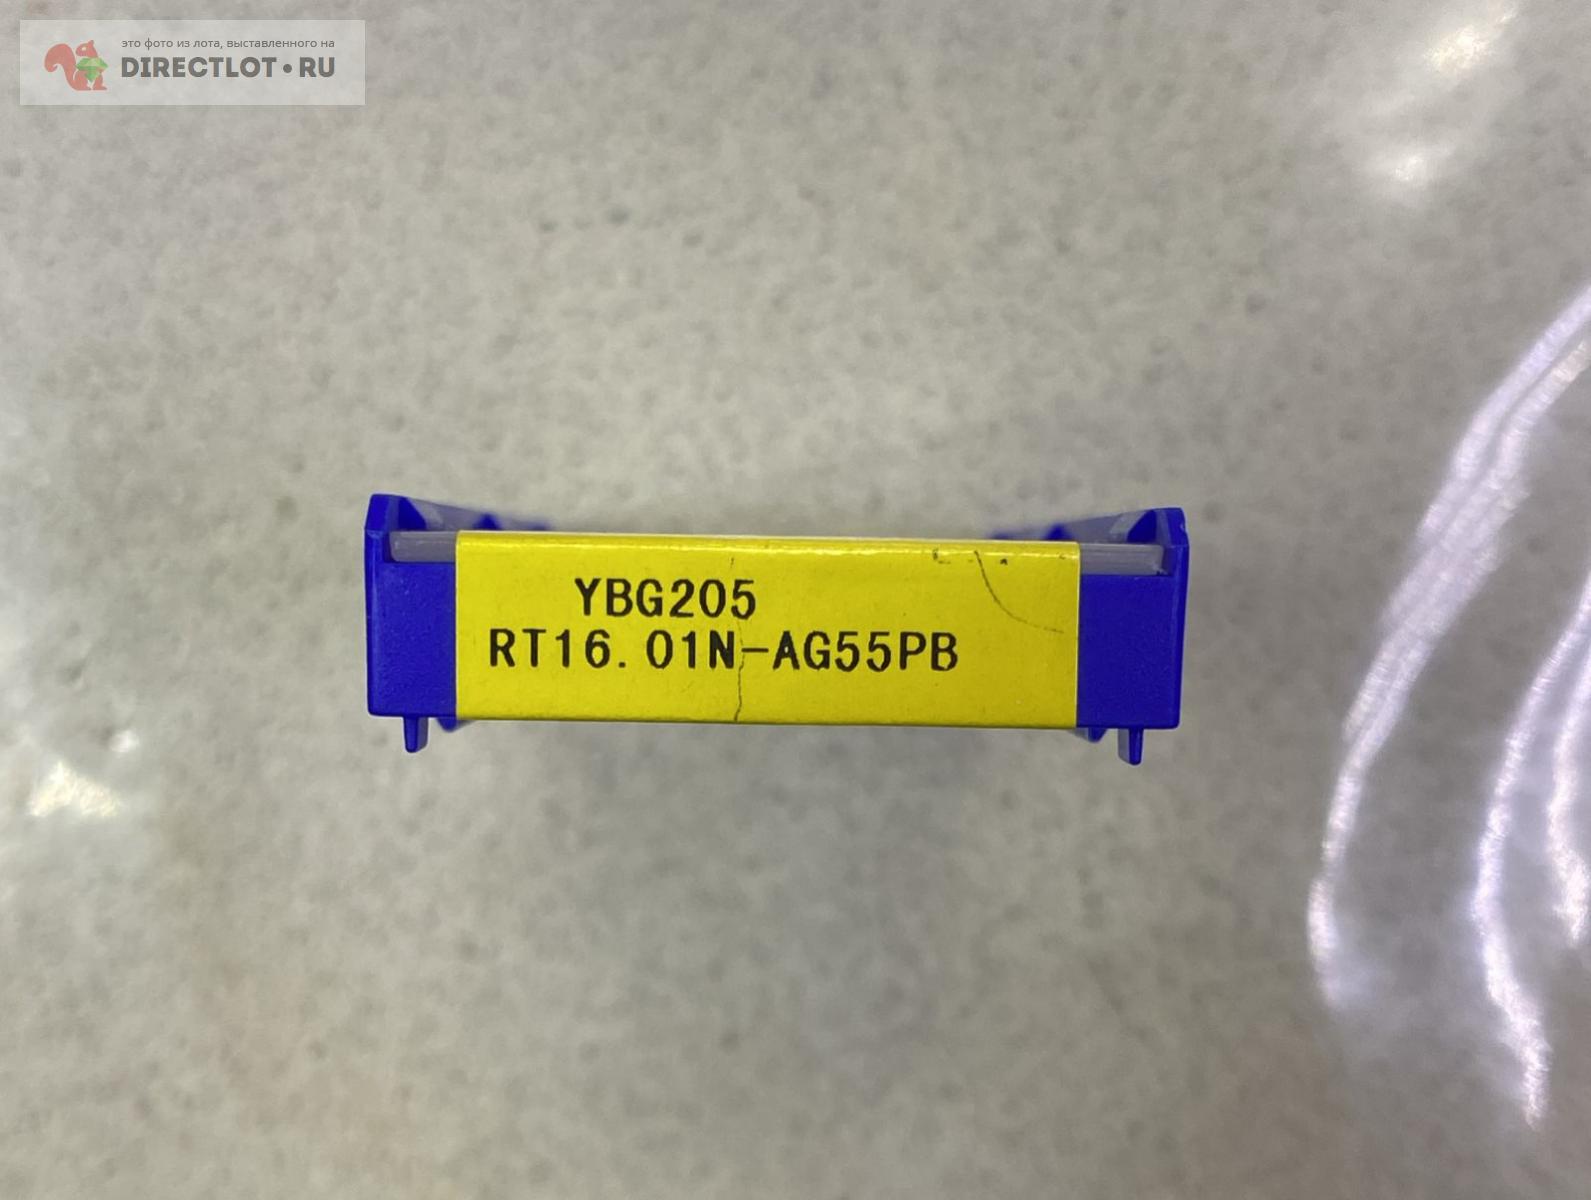 это фото из лота, выставленного на
DIRECTLOT•RU
YBG205
RT16.01N-AG55PB